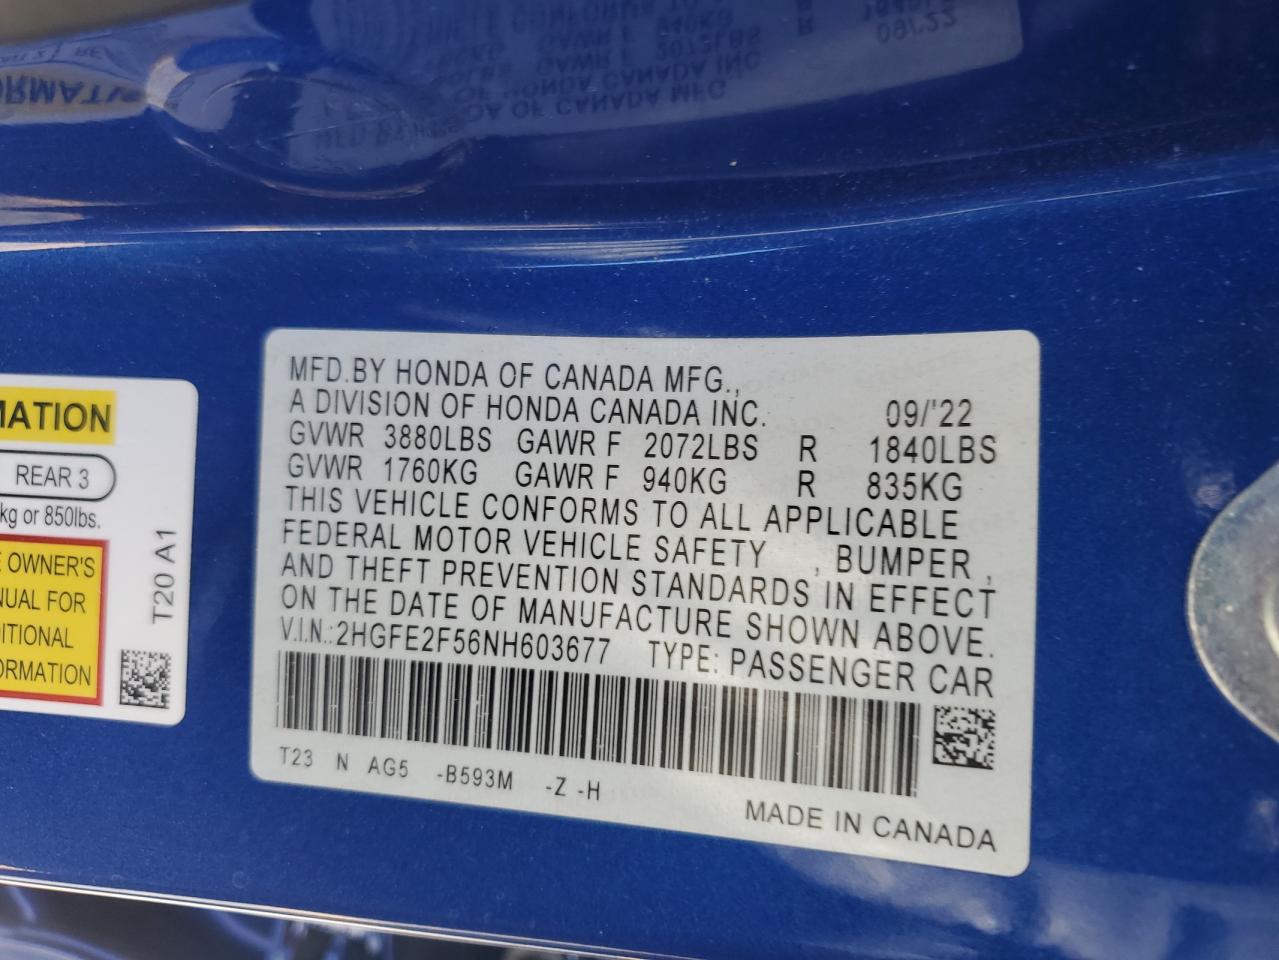 MATION
REAR 3
kg or 850lbs.
E OWNER'S
NUAL FOR
DITIONAL
ORMATION
T20 A1
MFD.BY HONDA OF CANADA MFG.,
A DIVISION OF HONDA CANADA INC. 09/'22
GVWR 3880LBS GAWR F 2072LBS R 1840LBS
GVWR 1760KG GAWR F 940KG R 835KG
THIS VEHICLE CONFORMS TO ALL APPLICABLE
FEDERAL MOTOR VEHICLE SAFETY , BUMPER ,
AND THEFT PREVENTION STANDARDS IN EFFECT
ON THE DATE OF MANUFACTURE SHOWN ABOVE.
V.I.N.:2HGFE2F56NH603677 TYPE: PASSENGER CAR
T23 N AG5 -B593M -Z -H
MADE IN CANADA